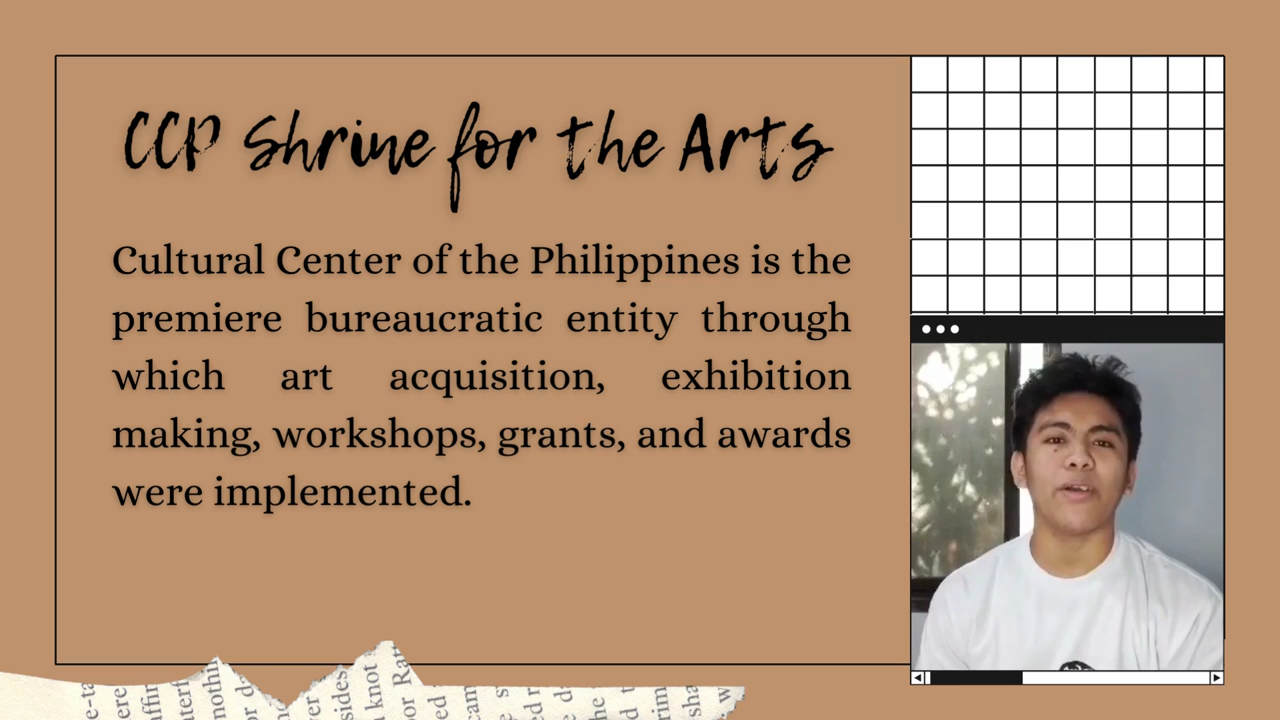 CCP Shrine for the Arts
Cultural Center of the Philippines is the
premiere bureaucratic entity through
which art acquisition, exhibition
making, workshops, grants, and awards
were implemented.